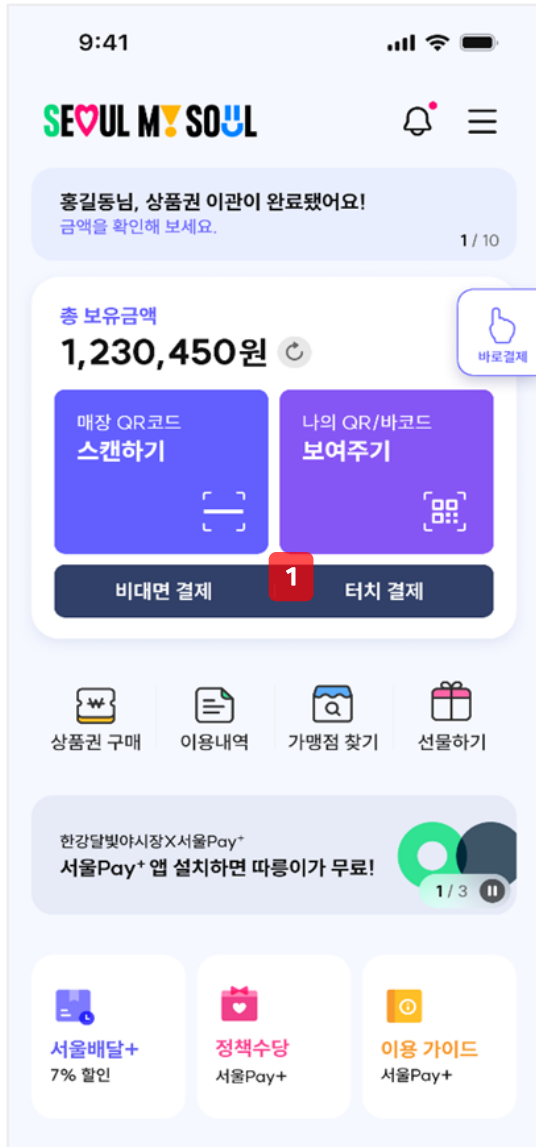 9:41
SEOUL MY SOUL
홍길동님, 상품권 이관이 완료됐어요!
금액을 확인해 보세요.
1 / 10
총 보유금액
1,230,450원
바로결제
매장 QR코드
스캔하기
나의 QR/바코드
보여주기
비대면 결제
1
터치 결제
상품권 구매
이용내역
가맹점 찾기
선물하기
한강달빛야시장X서울Pay+
서울Pay+ 앱 설치하면 따릉이가 무료!
1 / 3
서울배달+
7% 할인
정책수당
서울Pay+
이용 가이드
서울Pay+